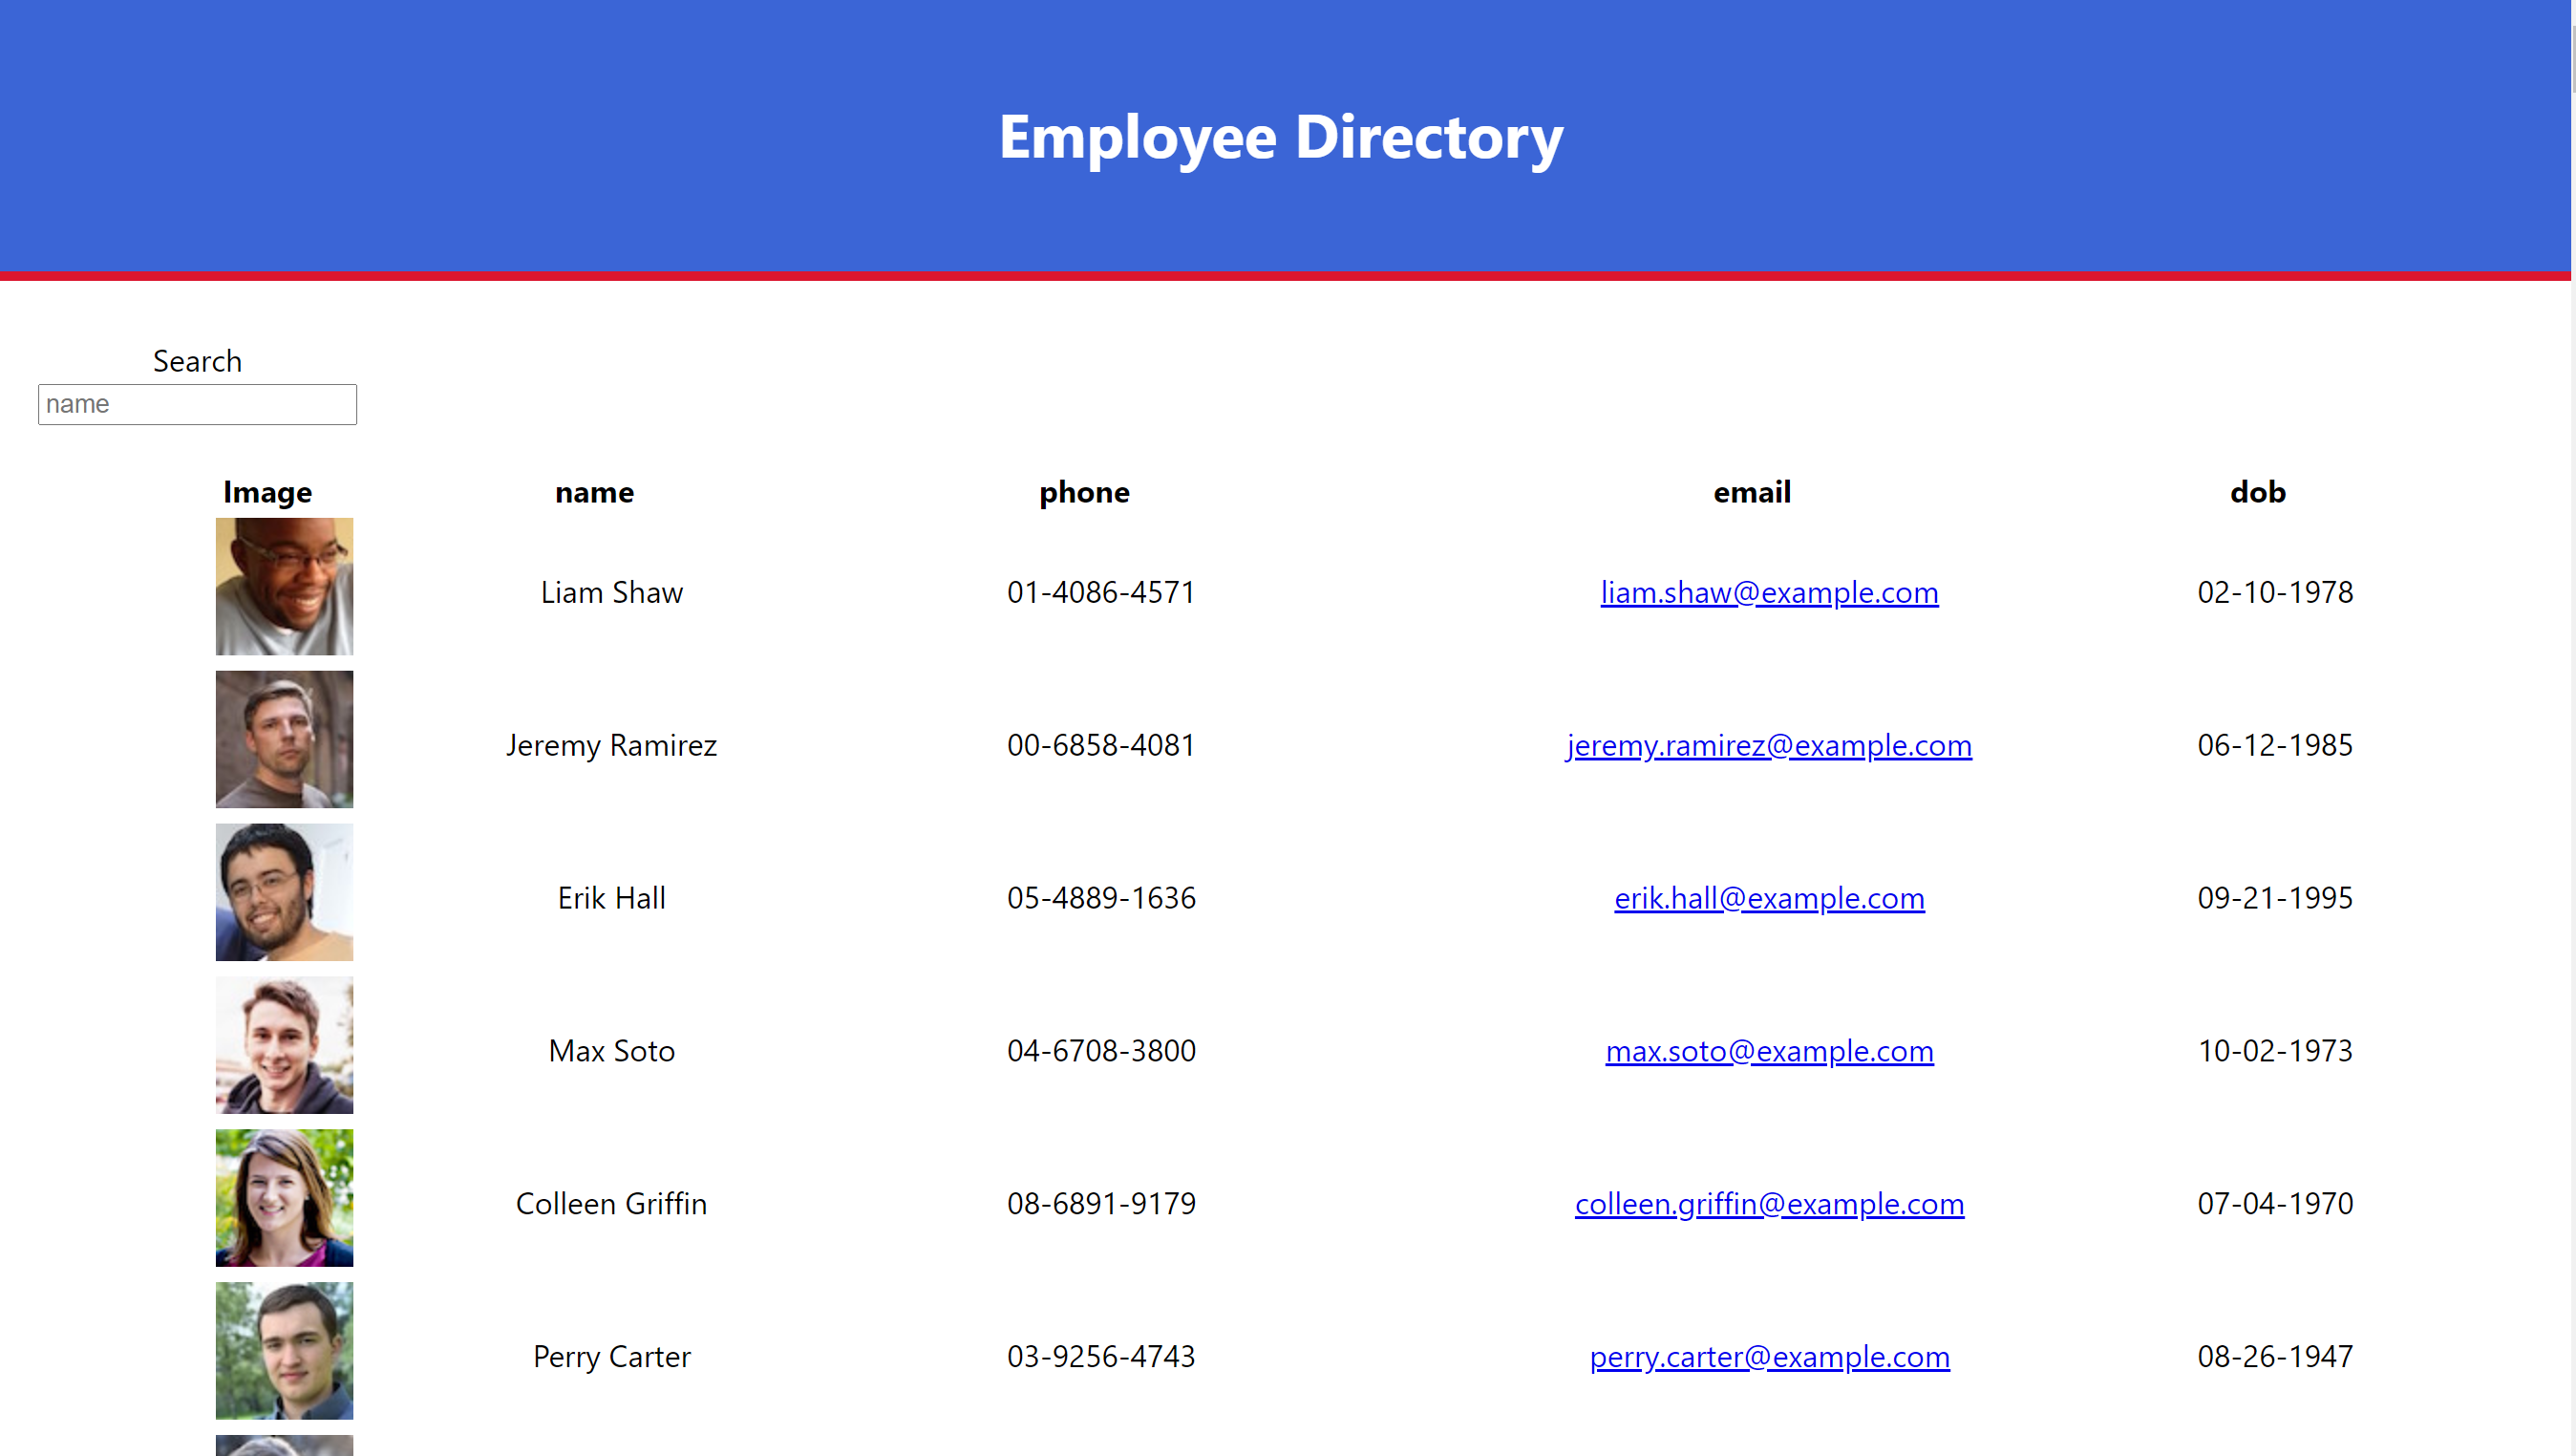 Employee Directory
Search
name
Image name phone email dob
Liam Shaw 01-4086-4571 liam.shaw@example.com 02-10-1978
Jeremy Ramirez 00-6858-4081 jeremy.ramirez@example.com 06-12-1985
Erik Hall 05-4889-1636 erik.hall@example.com 09-21-1995
Max Soto 04-6708-3800 max.soto@example.com 10-02-1973
Colleen Griffin 08-6891-9179 colleen.griffin@example.com 07-04-1970
Perry Carter 03-9256-4743 perry.carter@example.com 08-26-1947